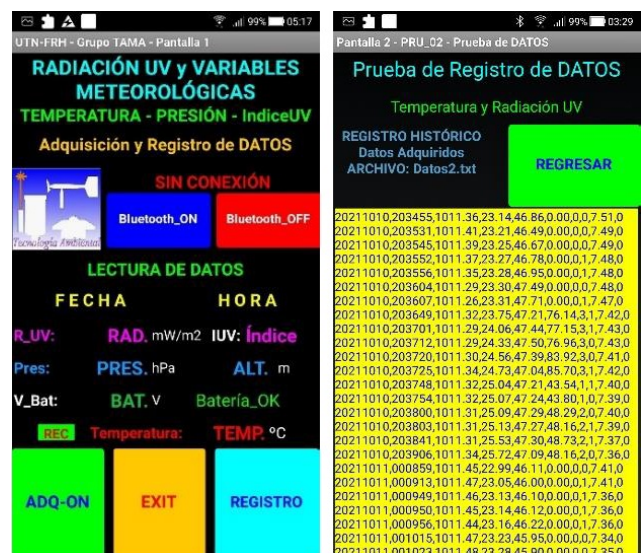 99% 05:17
UTN-FRH - Grupo TAMA - Pantalla 1
RADIACIÓN UV y VARIABLES
METEOROLÓGICAS
TEMPERATURA - PRESIÓN - IndiceUV
Adquisición y Registro de DATOS
SIN CONEXIÓN
Tecnología Ambiental
Bluetooth_ON
Bluetooth_OFF
LECTURA DE DATOS
FECHA HORA
R_UV: RAD. mW/m2 IUV: Índice
Pres: PRES. hPa ALT. m
V_Bat: BAT. V Batería_OK
REC Temperatura: TEMP. ºC
ADQ-ON
EXIT
REGISTRO
99% 03:29
Pantalla 2 - PRU_02 - Prueba de DATOS
Prueba de Registro de DATOS
Temperatura y Radiación UV
REGISTRO HISTÓRICO
Datos Adquiridos
ARCHIVO: Datos2.txt
REGRESAR
20211010,203455,1011.36,23.14,46.86,0.00,0,0,7.51,0
20211010,203531,1011.41,23.21,46.49,0.00,0,0,7.49,0
20211010,203545,1011.39,23.25,46.67,0.00,0,0,7.49,0
20211010,203552,1011.37,23.27,46.78,0.00,0,1,7.48,0
20211010,203556,1011.35,23.28,46.95,0.00,0,1,7.48,0
20211010,203604,1011.29,23.30,47.49,0.00,0,0,7.48,0
20211010,203607,1011.26,23.31,47.71,0.00,0,1,7.47,0
20211010,203649,1011.32,23.75,47.21,76.14,3,1,7.42,0
20211010,203701,1011.29,24.06,47.44,77.15,3,1,7.43,0
20211010,203712,1011.29,24.33,47.50,76.96,3,0,7.43,0
20211010,203720,1011.30,24.56,47.39,83.92,3,0,7.41,0
20211010,203725,1011.34,24.73,47.04,85.70,3,1,7.42,0
20211010,203748,1011.32,25.04,47.21,43.54,1,1,7.40,0
20211010,203754,1011.32,25.07,47.24,43.80,1,0,7.39,0
20211010,203800,1011.31,25.09,47.29,48.29,2,0,7.40,0
20211010,203803,1011.31,25.13,47.27,48.16,2,1,7.39,0
20211010,203841,1011.31,25.53,47.30,48.73,2,1,7.37,0
20211010,203906,1011.34,25.72,47.09,48.16,2,0,7.36,0
20211011,000859,1011.45,22.99,46.11,0.00,0,0,7.41,0
20211011,000913,1011.47,23.05,46.00,0.00,0,1,7.41,0
20211011,000949,1011.46,23.13,46.10,0.00,0,1,7.36,0
20211011,000950,1011.45,23.14,46.12,0.00,0,1,7.36,0
20211011,000956,1011.44,23.16,46.22,0.00,0,1,7.36,0
20211011,001015,1011.47,23.23,45.95,0.00,0,0,7.34,0
20211011,001023,1011.48,23.28,45.90,0.00,0,0,7.35,0